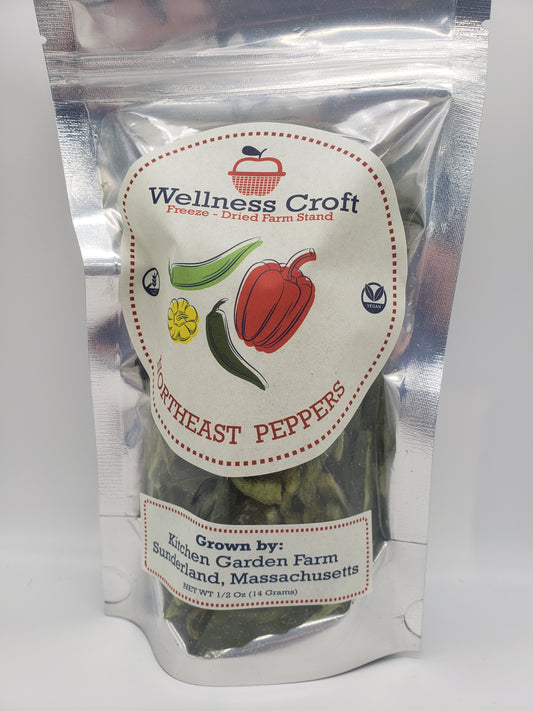 Wellness Croft
Freeze - Dried Farm Stand
VEGAN
NORTHEAST PEPPERS
Grown by:
Kitchen Garden Farm
Sunderland, Massachusetts
NET WT 1/2 Oz (14 Grams)